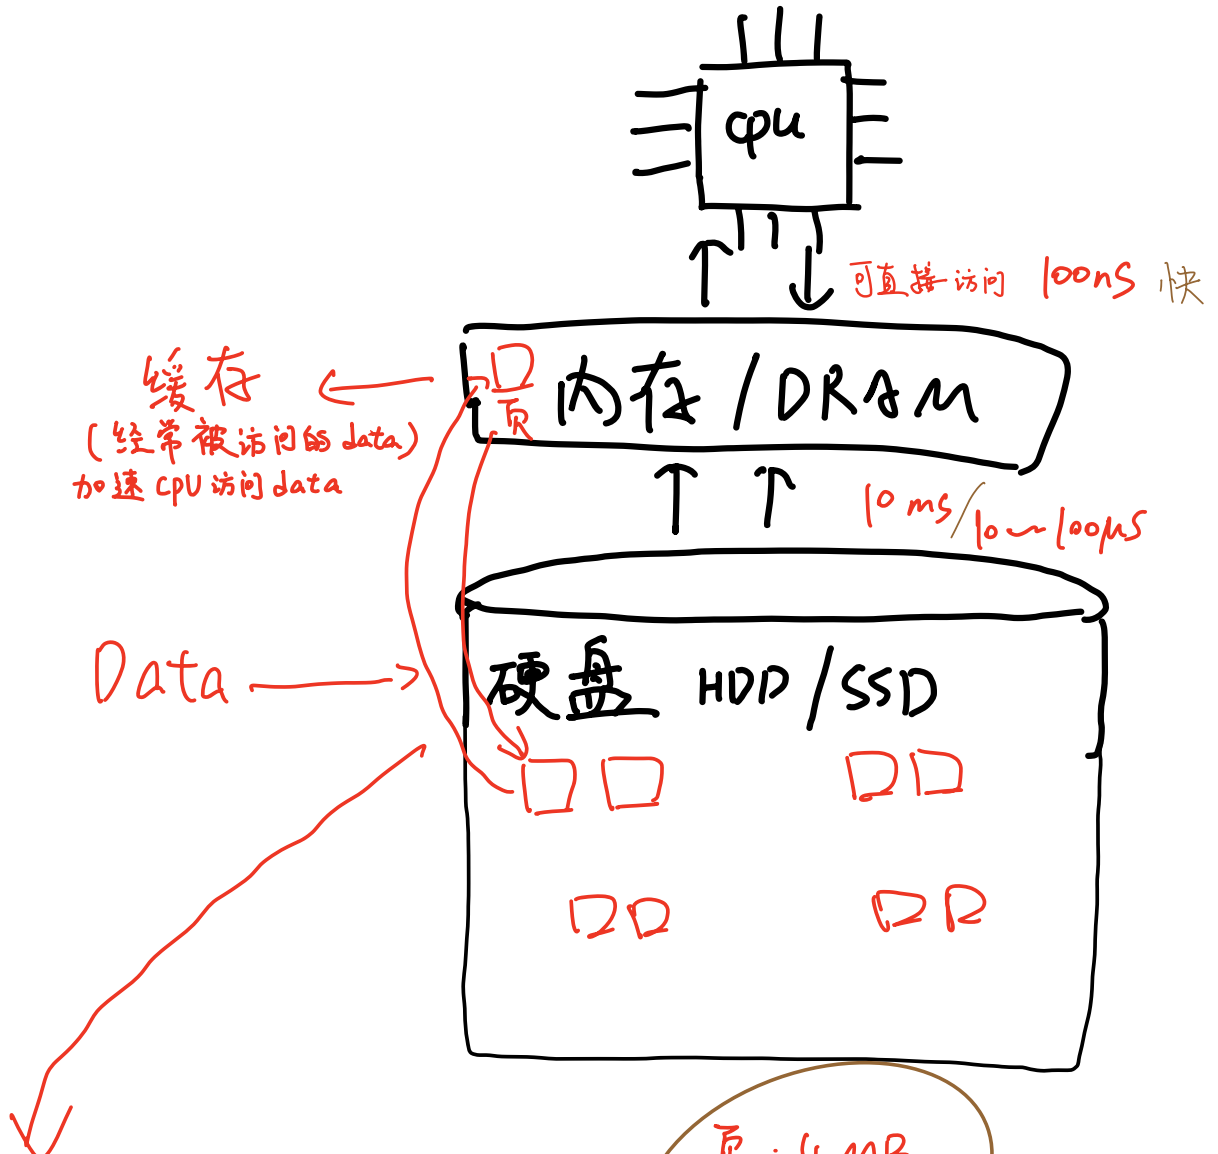 cpu
可直接访问 100ns 快
缓存
(经常被访问的data)
加速CPU访问data
页
内存/DRAM
10ms/10~100μs
Data
硬盘 HDD/SSD